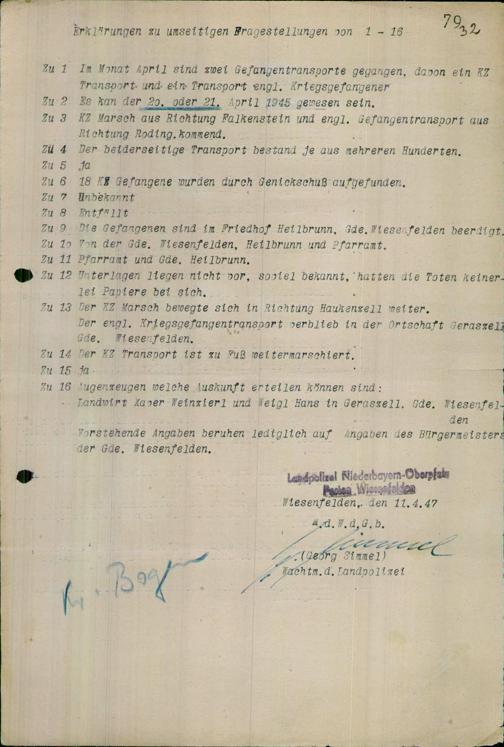 79
32
Erklärungen zu umseitigen Fragestellungen von 1 - 16
Zu 1 Im Monat April sind zwei Gefangentransporte gegangen, davon ein KZ
Transport und ein Transport engl. Kriegsgefangener
Zu 2 Es kan der 2o. oder 21. April 1945 gewesen sein.
Zu 3 KZ Marsch aus Richtung Falkenstein und engl. Gefangentransport aus
Richtung Roding.kommend.
Zu 4 Der beiderseitige Transport bestand je aus mehreren Hunderten.
Zu 5 ja
Zu 6 18 KZ Gefangene wurden durch Genickschuß aufgefunden.
Zu 7 Unbekannt
Zu 8 Entfällt
Zu 9 Die Gefangenen sind im Friedhof Heilbrunn, Gde.Wiesenfelden beerdigt.
Zu 1o Von der Gde. Wiesenfelden, Heilbrunn und Pfarramt.
Zu 11 Pfarramt und Gde. Heilbrunn.
Zu 12 Unterlagen liegen nicht vor, soviel bekannt, hatten die Toten keiner-
lei Papiere bei sich.
Zu 13 Der KZ Marsch bewegte sich in Richtung Haukenzell weiter.
Der engl. Kriegsgefangentransport verblieb in der Ortschaft Geraszell
Gde. Wiesenfelden.
Zu 14 Der KZ Transport ist zu Fuß weitermarschiert.
Zu 15 ja
Zu 16 Augenzeugen welche Auskunft erteilen können sind:
Landwirt Xaver Weinzierl und Weigl Hans in Geraszell. Gde. Wiesenfel-
den
Vorstehende Angaben beruhen lediglich auf Angaben des Bürgermeisters
der Gde. Wiesenfelden.
Landpolizei Niederbayern-Oberpfalz
Posten Wiesenfelden
Wiesenfelden, den 11.4.47
M.d.W.d.G.b.
Simmel
(Georg Simmel)
Wachtm.d.Landpolizei
Kr. Bogen